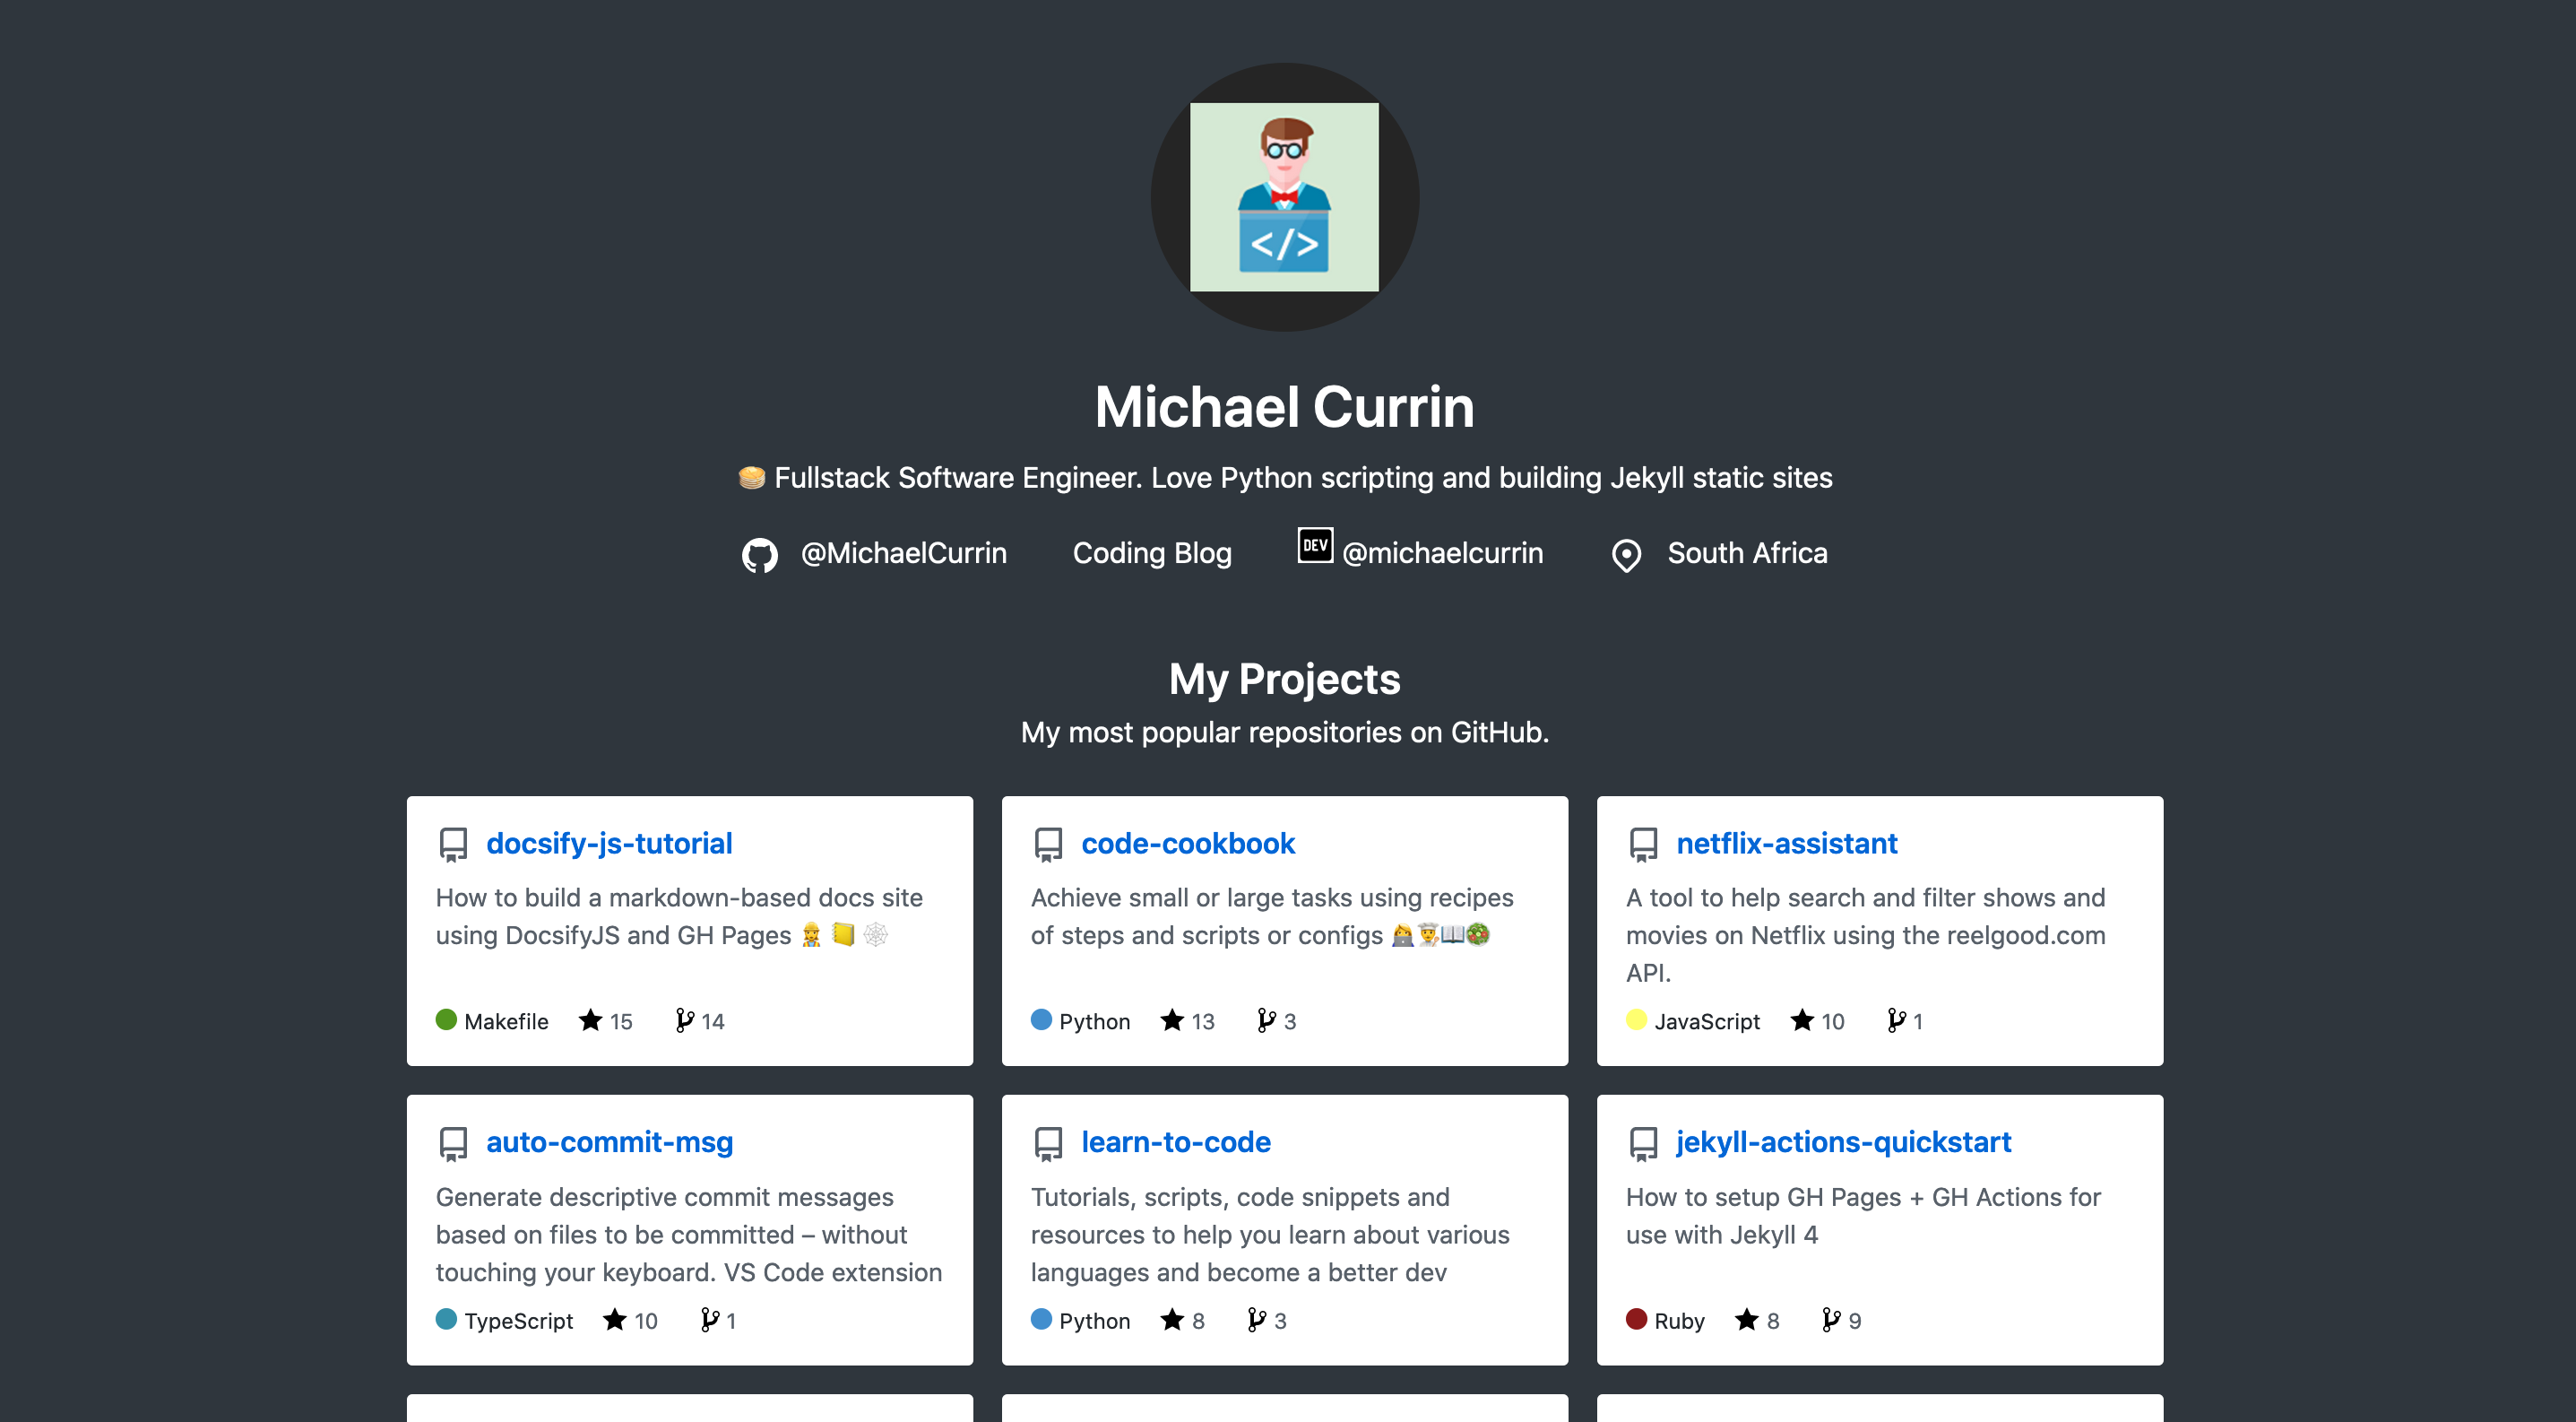 </>
Michael Currin
🥞 Fullstack Software Engineer. Love Python scripting and building Jekyll static sites
@MichaelCurrin Coding Blog DEV @michaelcurrin South Africa
My Projects
My most popular repositories on GitHub.
docsify-js-tutorial
How to build a markdown-based docs site
using DocsifyJS and GH Pages 👷 📒 🕸
Makefile 15 14
code-cookbook
Achieve small or large tasks using recipes
of steps and scripts or configs 👩‍💻👨‍🍳📖🥗
Python 13 3
netflix-assistant
A tool to help search and filter shows and
movies on Netflix using the reelgood.com
API.
JavaScript 10 1
auto-commit-msg
Generate descriptive commit messages
based on files to be committed – without
touching your keyboard. VS Code extension
TypeScript 10 1
learn-to-code
Tutorials, scripts, code snippets and
resources to help you learn about various
languages and become a better dev
Python 8 3
jekyll-actions-quickstart
How to setup GH Pages + GH Actions for
use with Jekyll 4
Ruby 8 9